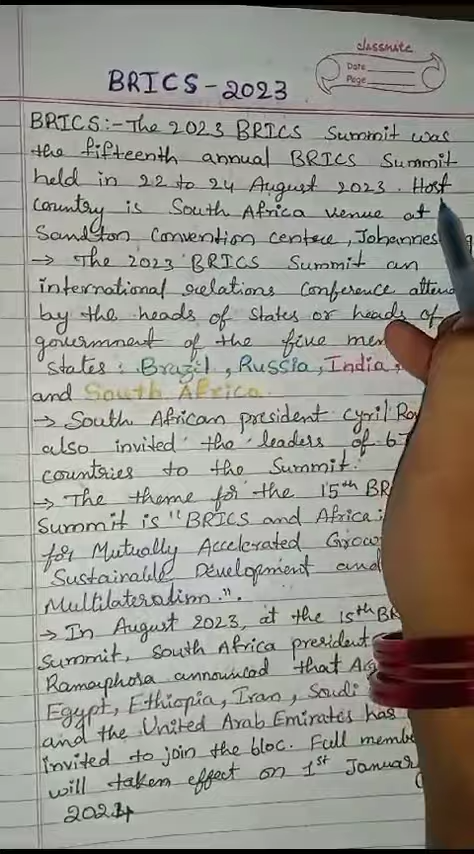 classmate
Date
Page
BRICS-2023
BRICS:- The 2023 BRICS Summit was
the fifteenth annual BRICS Summit
held in 22 to 24 August 2023. Host
country is South Africa venue at
Sandton Convention centre, Johannes
→ The 2023 BRICS Summit an
international relations Conference attend
by the heads of states or heads of
government of the five mem
states: Brazil, Russia, India,
and South Africa.
→ South African president Cyril
also invited the leaders of 67
countries to the Summit.
→ The theme for the 15th BR
Summit is "BRICS and Africa:
for Mutually Accelerated Grow
Sustainable Development and
Multilateralism.".
→ In August 2023, at the 15th BR
Summit, South Africa president
Ramaphosa announced that
Egypt, Ethiopia, Iran, Saudi
and the United Arab Emirates has
invited to join the bloc. Full memb
will taken effect on 1st Januar
2024